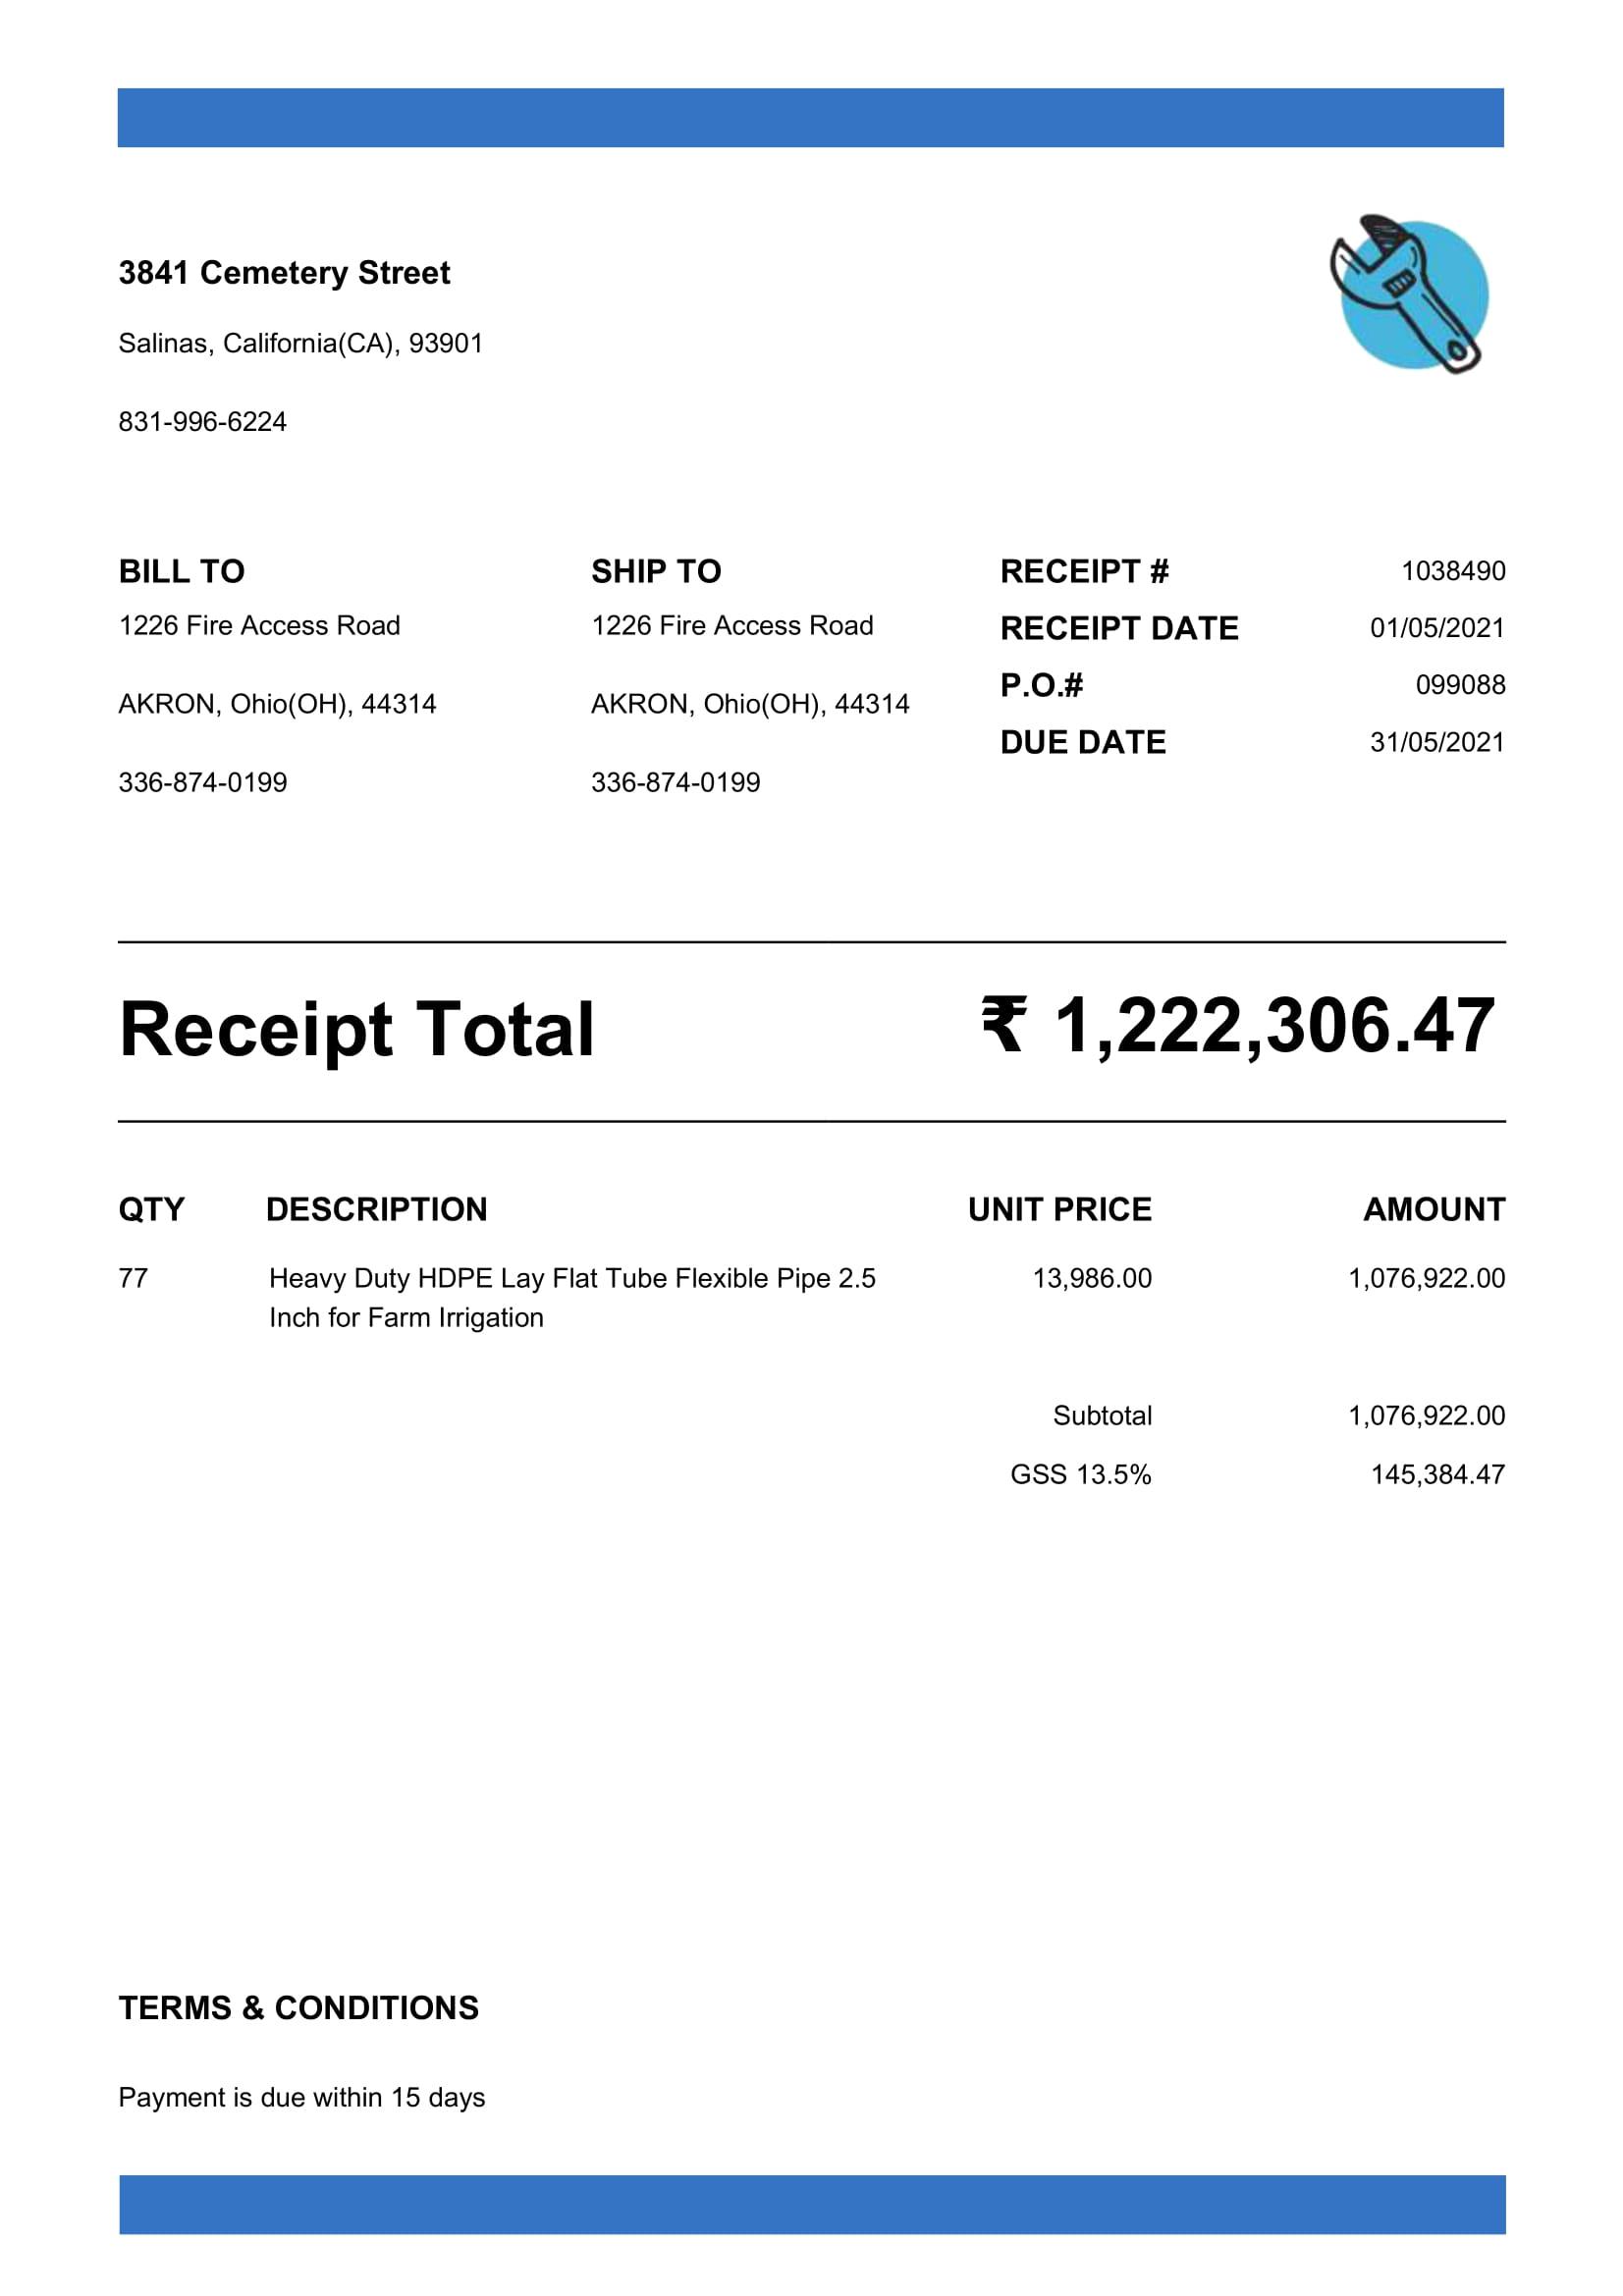 3841 Cemetery Street
Salinas, California(CA), 93901
831-996-6224
BILL TO
1226 Fire Access Road
AKRON, Ohio(OH), 44314
336-874-0199
SHIP TO
1226 Fire Access Road
AKRON, Ohio(OH), 44314
336-874-0199
RECEIPT # 1038490
RECEIPT DATE 01/05/2021
P.O.# 099088
DUE DATE 31/05/2021
Receipt Total ₹ 1,222,306.47
QTY DESCRIPTION UNIT PRICE AMOUNT
77 Heavy Duty HDPE Lay Flat Tube Flexible Pipe 2.5 13,986.00 1,076,922.00
Inch for Farm Irrigation
Subtotal 1,076,922.00
GSS 13.5% 145,384.47
TERMS & CONDITIONS
Payment is due within 15 days